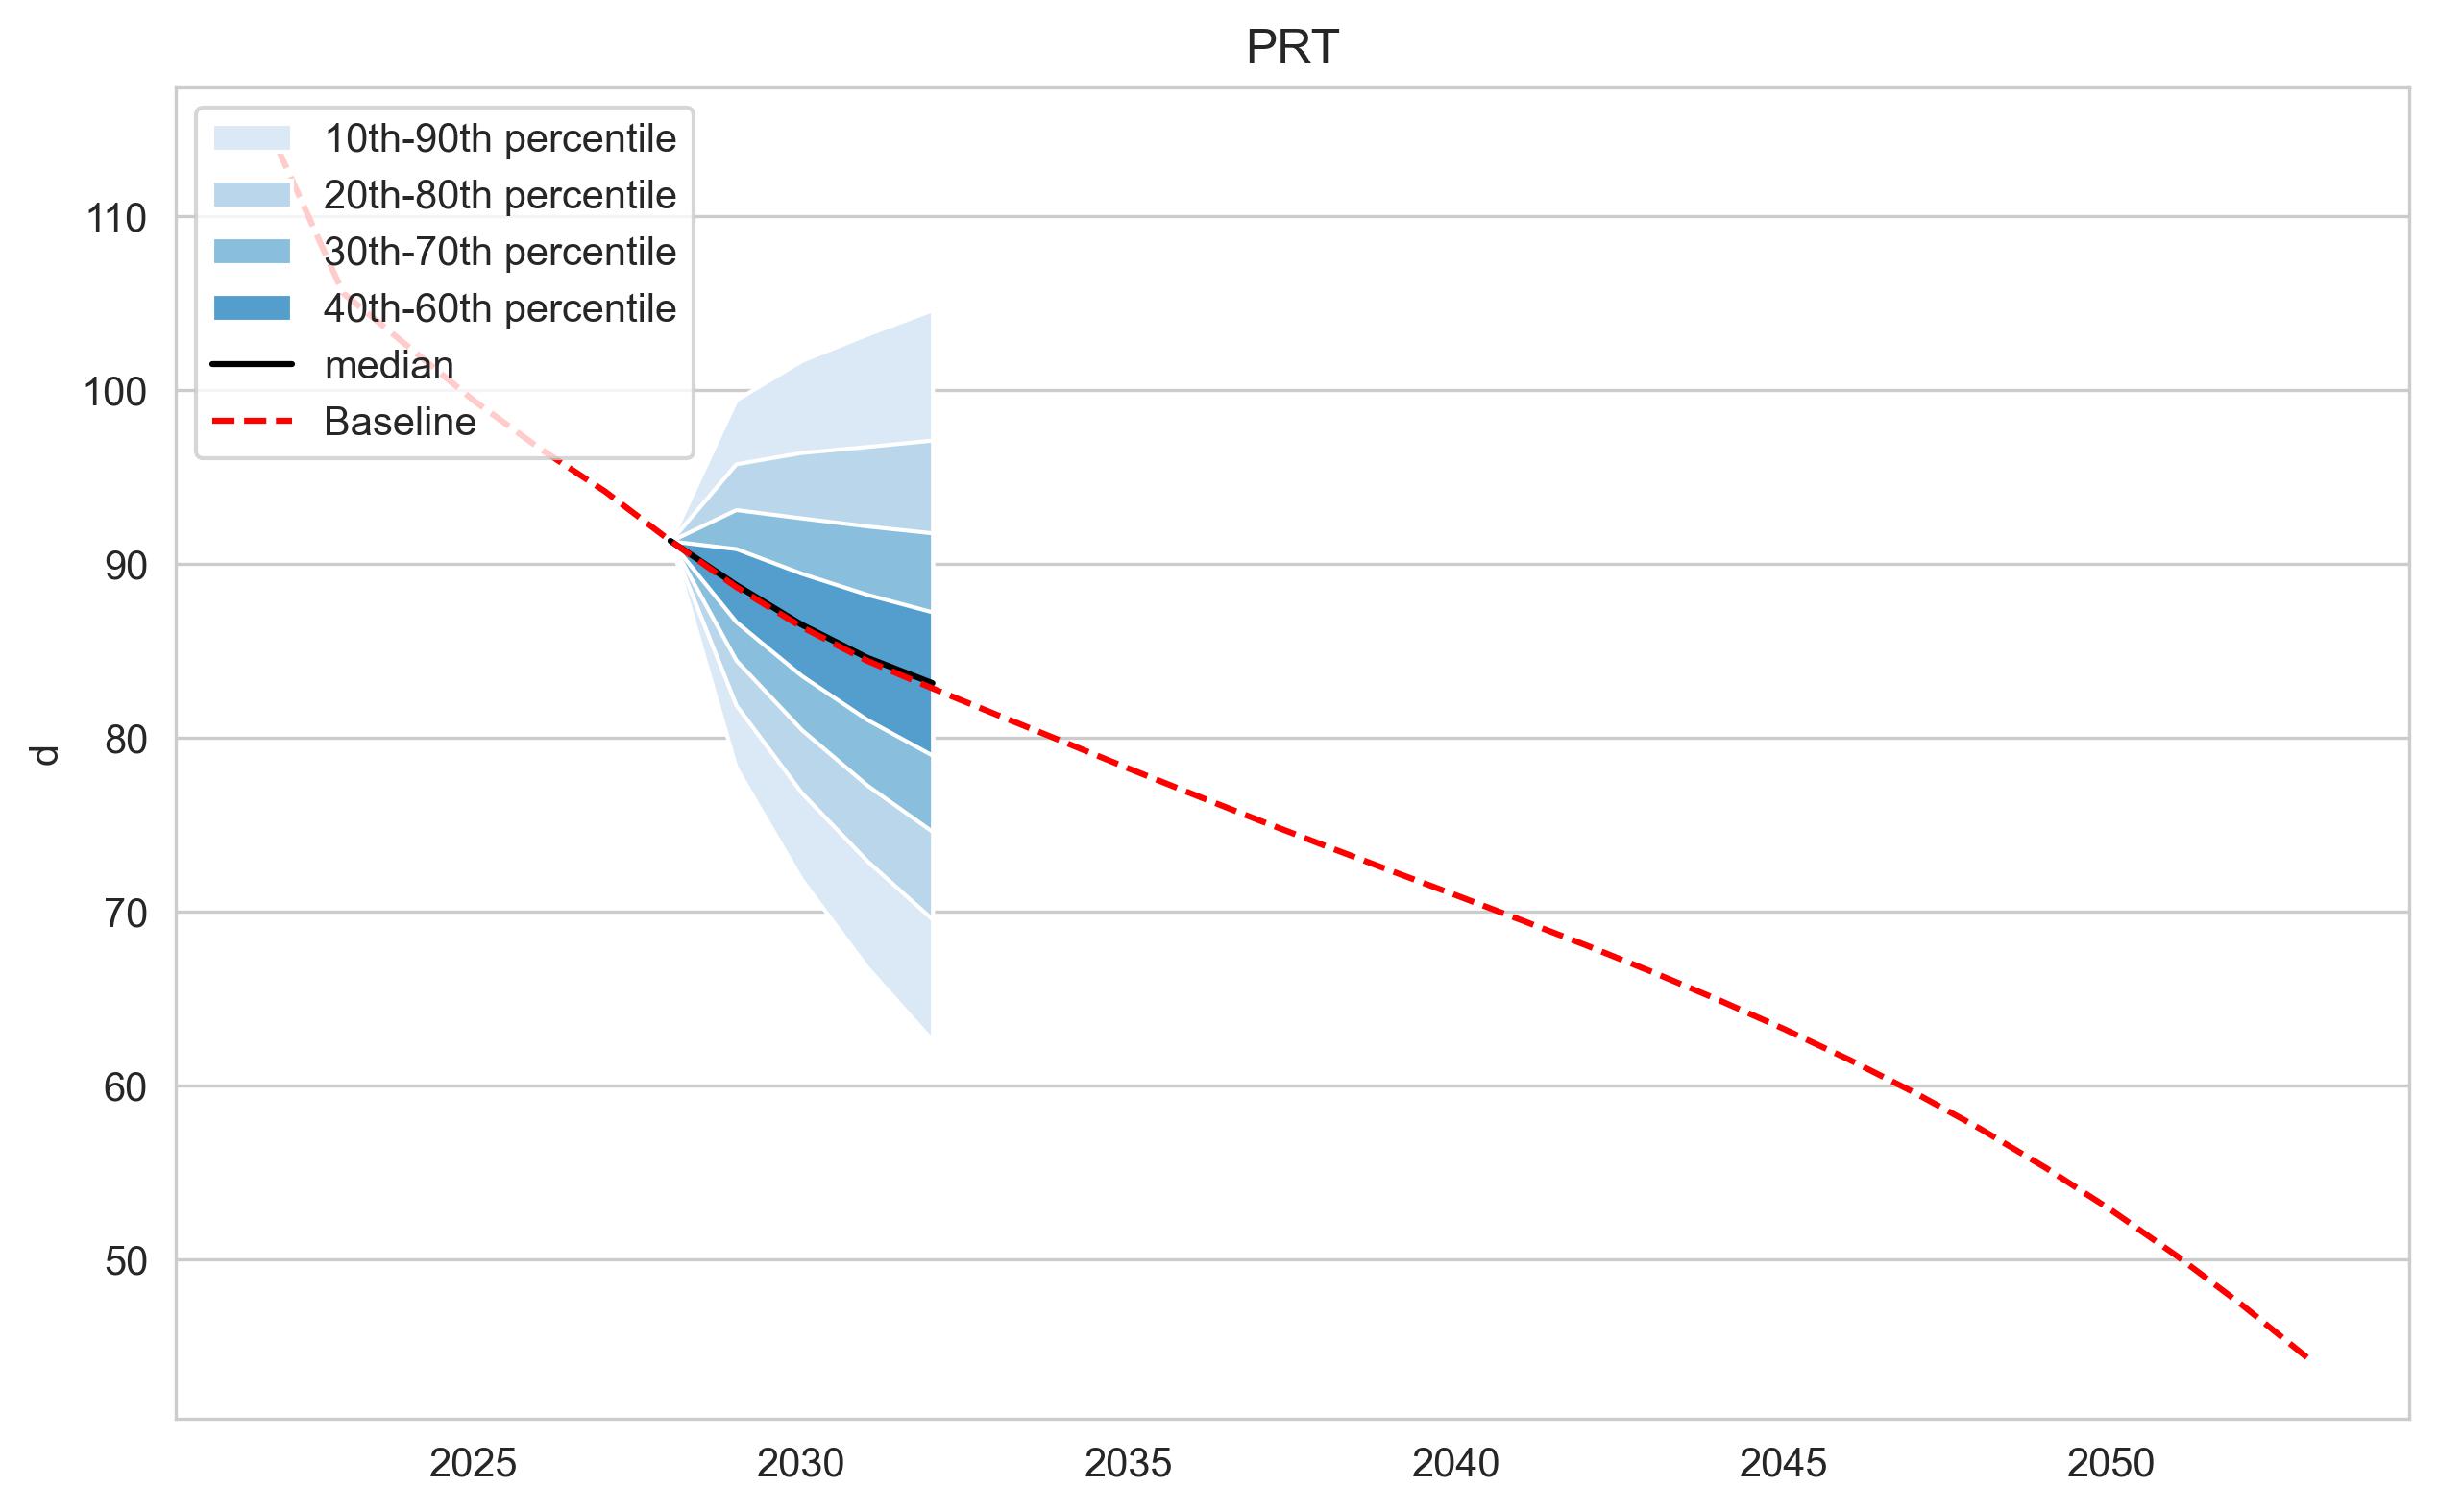 PRT
10th-90th percentile
20th-80th percentile
30th-70th percentile
40th-60th percentile
median
Baseline
110
100
90
80
70
60
50
d
2025 2030 2035 2040 2045 2050